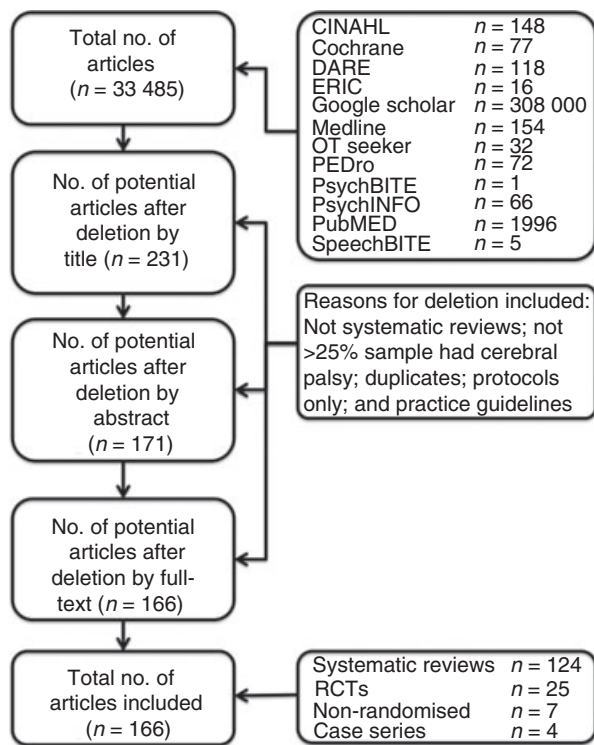 Total no. of
articles
(n = 33 485)
CINAHL n = 148
Cochrane n = 77
DARE n = 118
ERIC n = 16
Google scholar n = 308 000
Medline n = 154
OT seeker n = 32
PEDro n = 72
PsychBITE n = 1
PsychINFO n = 66
PubMED n = 1996
SpeechBITE n = 5
No. of potential
articles after
deletion by
title (n = 231)
Reasons for deletion included:
Not systematic reviews; not
>25% sample had cerebral
palsy; duplicates; protocols
only; and practice guidelines
No. of potential
articles after
deletion by
abstract
(n = 171)
No. of potential
articles after
deletion by full-
text (n = 166)
Total no. of
articles included
(n = 166)
Systematic reviews n = 124
RCTs n = 25
Non-randomised n = 7
Case series n = 4